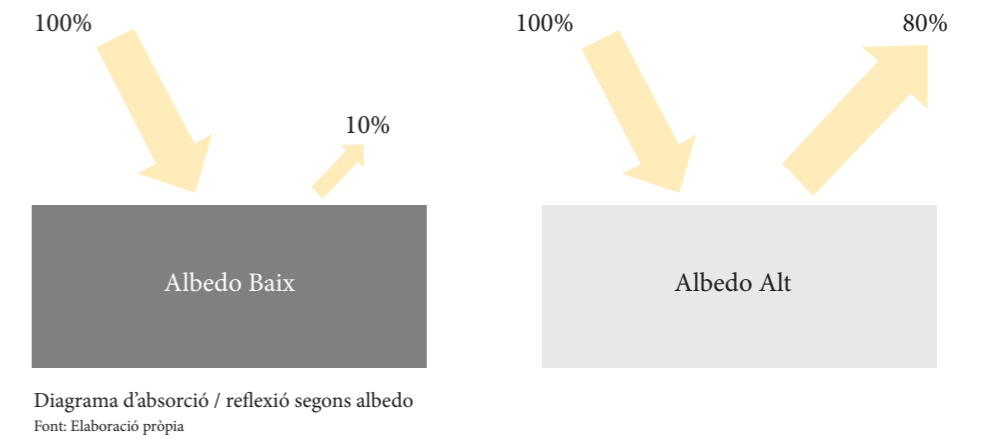 100%
10%
Albedo Baix
100%
80%
Albedo Alt
Diagrama d'absorció / reflexió segons albedo
Font: Elaboració pròpia